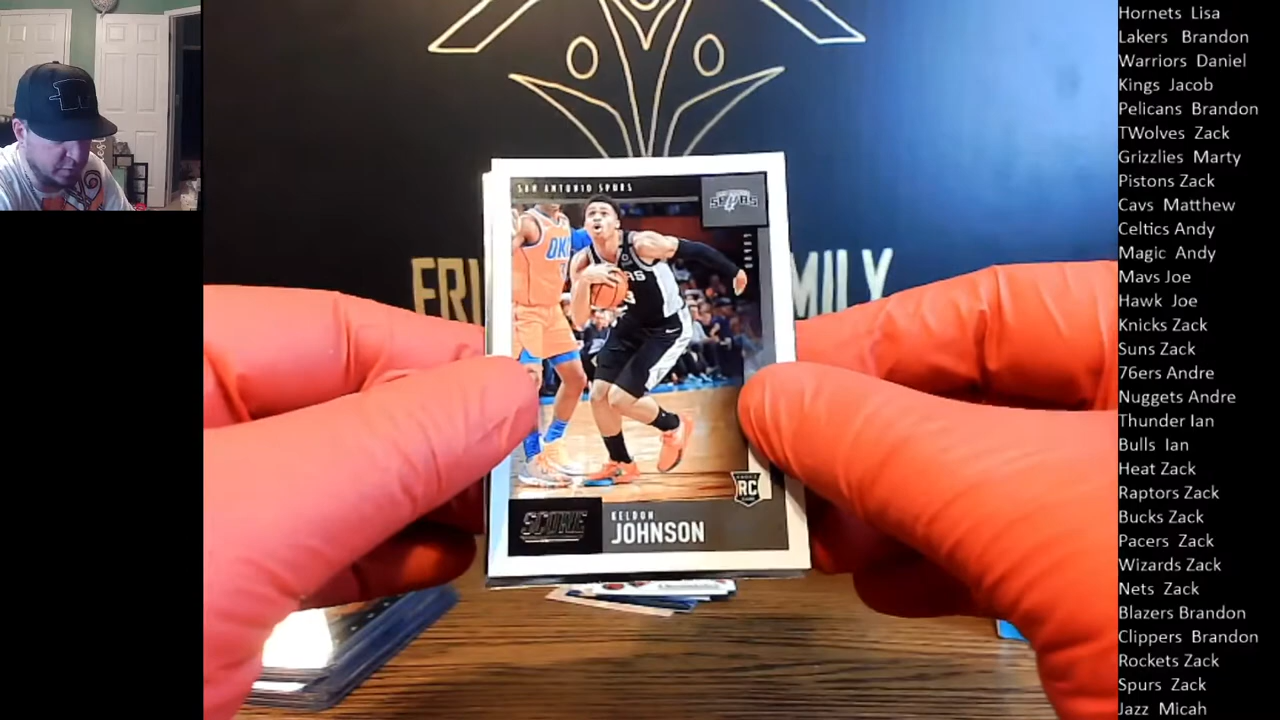 SAN ANTONIO SPURS
SPURS
OKC
RC
SCORE
KELDON
JOHNSON
Hornets Lisa
Lakers Brandon
Warriors Daniel
Kings Jacob
Pelicans Brandon
TWolves Zack
Grizzlies Marty
Pistons Zack
Cavs Matthew
Celtics Andy
Magic Andy
Mavs Joe
Hawk Joe
Knicks Zack
Suns Zack
76ers Andre
Nuggets Andre
Thunder Ian
Bulls Ian
Heat Zack
Raptors Zack
Bucks Zack
Pacers Zack
Wizards Zack
Nets Zack
Blazers Brandon
Clippers Brandon
Rockets Zack
Spurs Zack
Jazz Micah